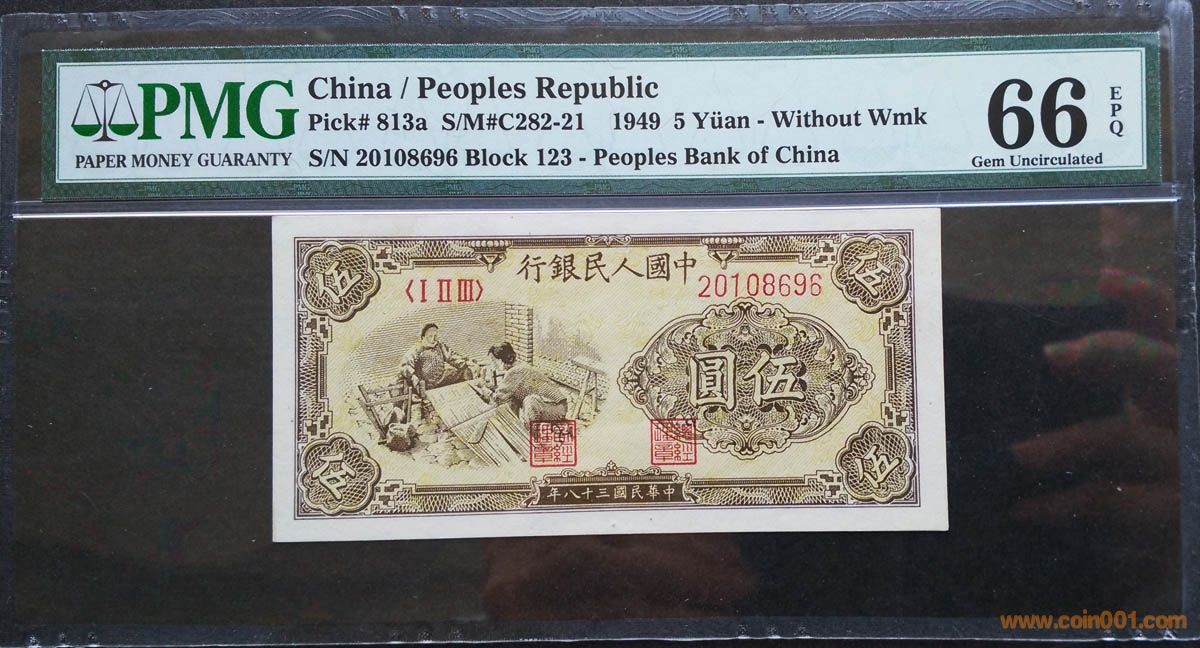 PMG
PAPER MONEY GUARANTY
China / Peoples Republic
Pick# 813a S/M#C282-21 1949 5 Yüan - Without Wmk
S/N 20108696 Block 123 - Peoples Bank of China
66
EPQ
Gem Uncirculated
行銀民人國中
〈I II III〉
20108696
伍
伍
圓伍
伍
伍
年八十三國民華中
www.coin001.com